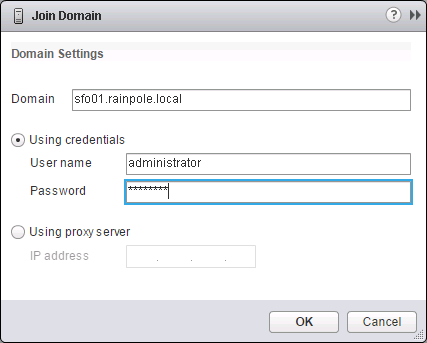 Join Domain
Domain Settings
Domain sfo01.rainpole.local
Using credentials
User name administrator
Password ********
Using proxy server
IP address . . .
OK Cancel